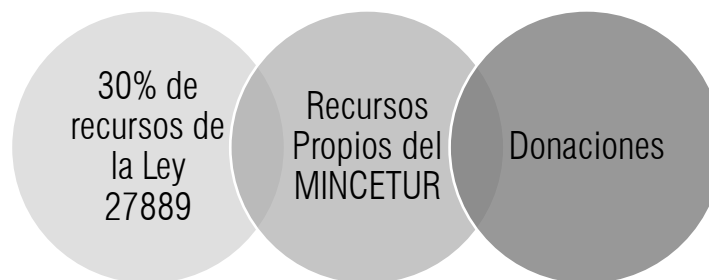 30% de
recursos de
la Ley
27889
Recursos
Propios del
MINCETUR
Donaciones